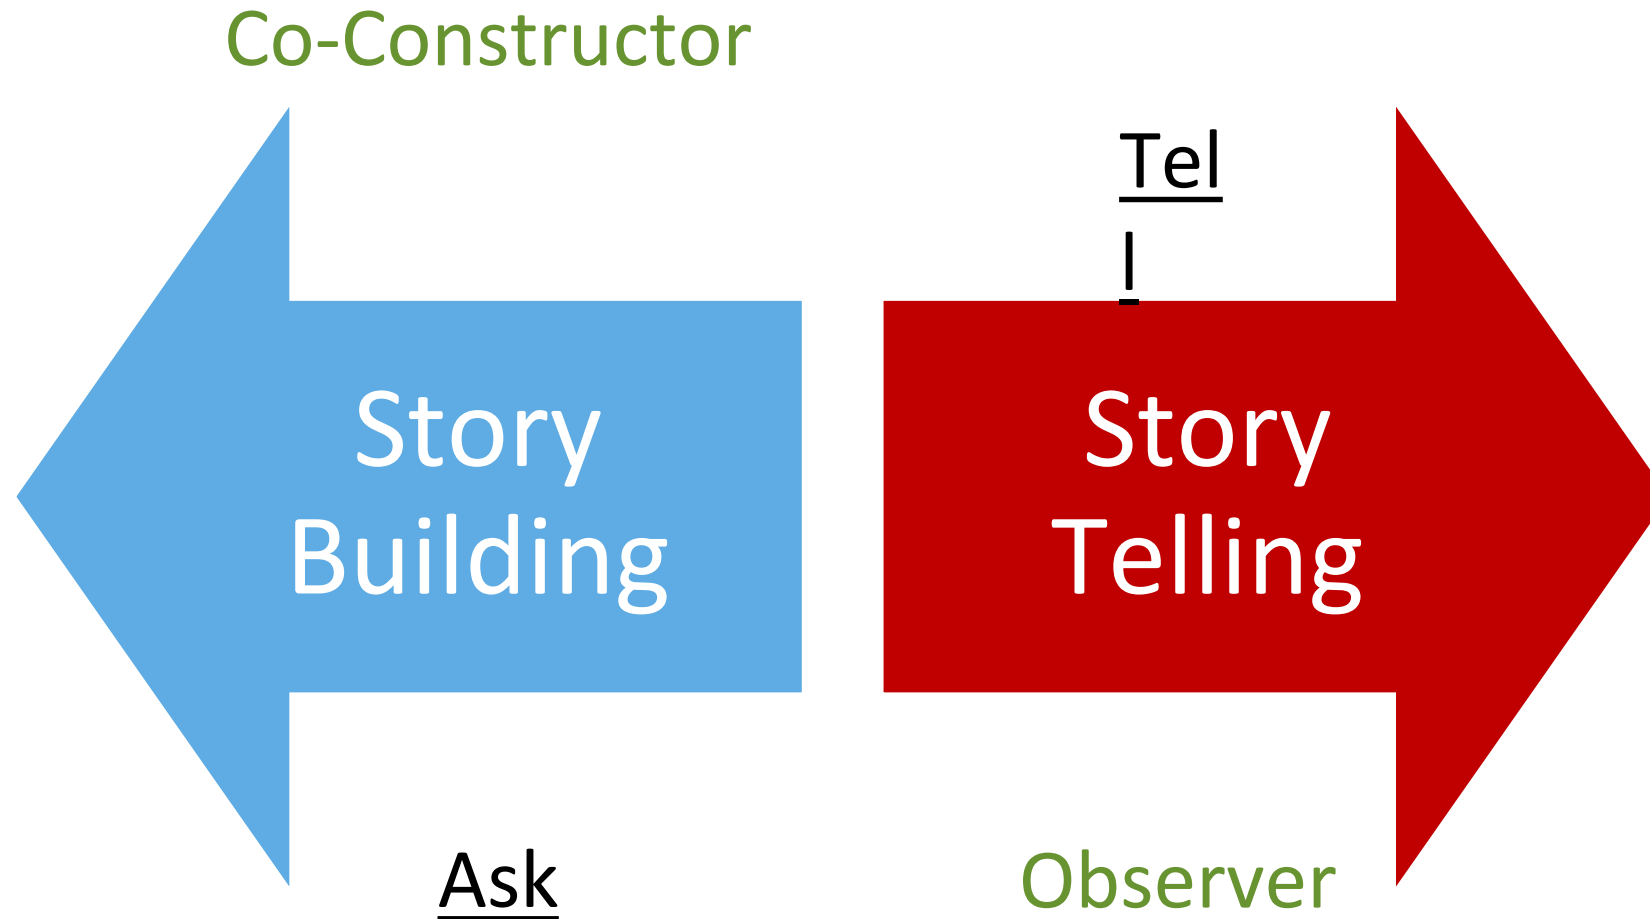 Co-Constructor
Tel
l
Story
Building
Story
Telling
Ask
Observer